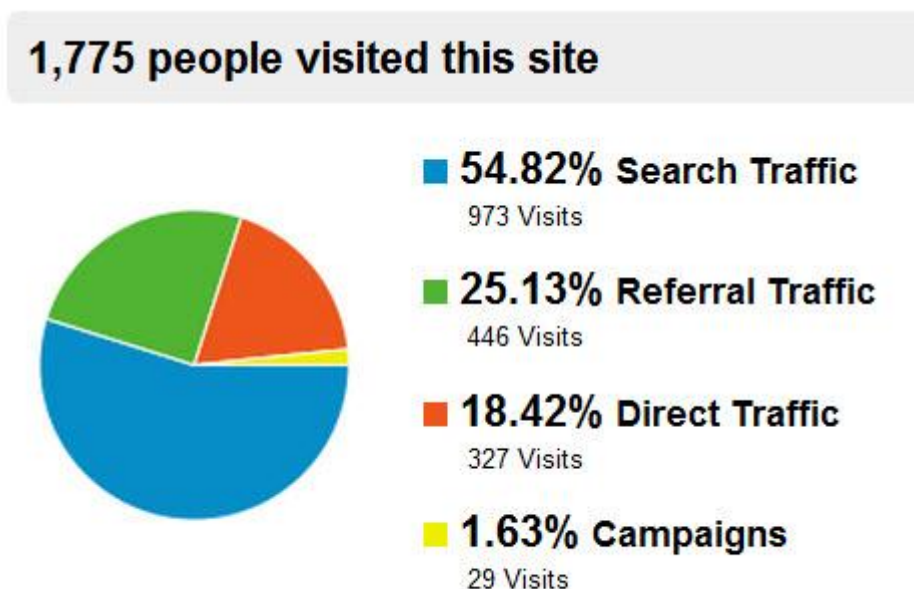 1,775 people visited this site
54.82% Search Traffic
973 Visits
25.13% Referral Traffic
446 Visits
18.42% Direct Traffic
327 Visits
1.63% Campaigns
29 Visits